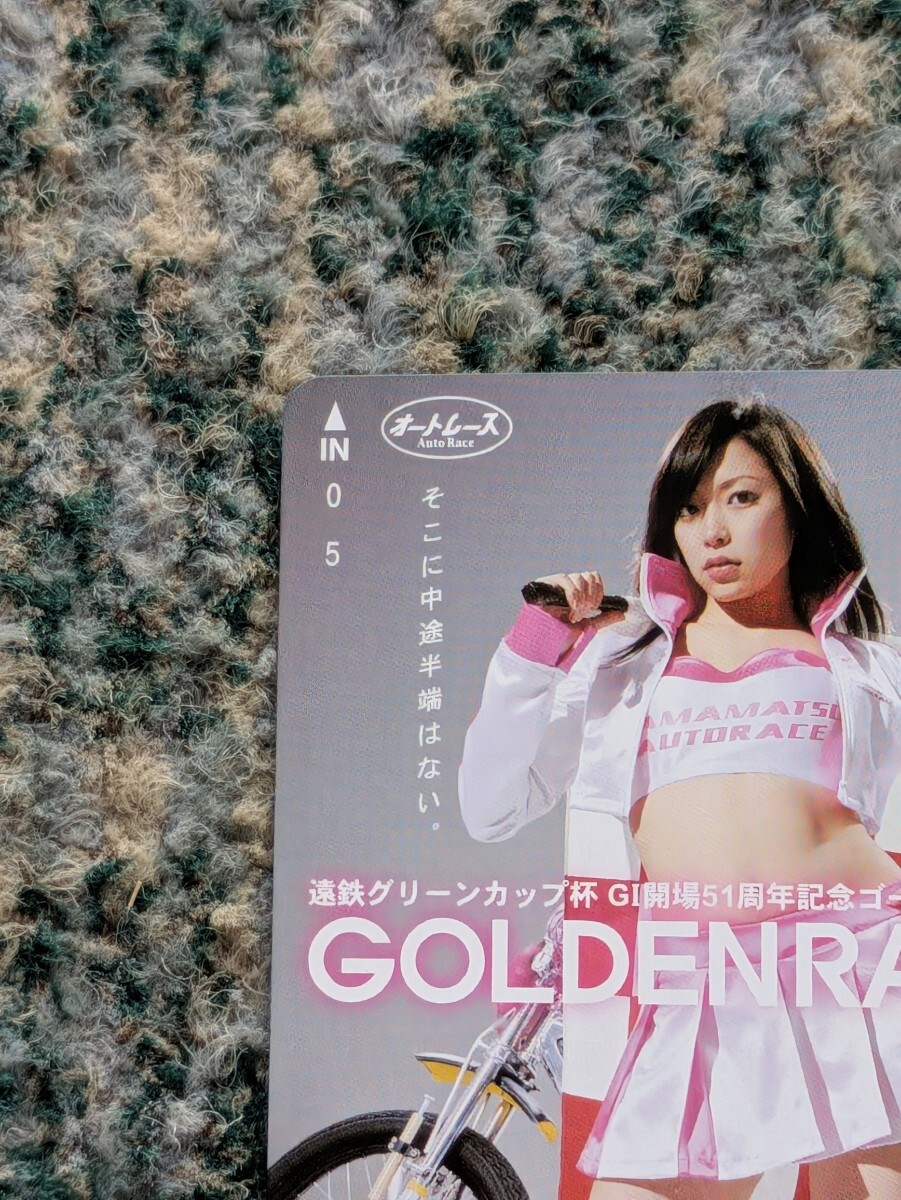 IN
0
5
オートレース
Auto Race
そこに中途半端はない。
AMAMATSU
AUTORACE
遠鉄グリーンカップ杯 GI開場51周年記念ゴー
GOLDENRA